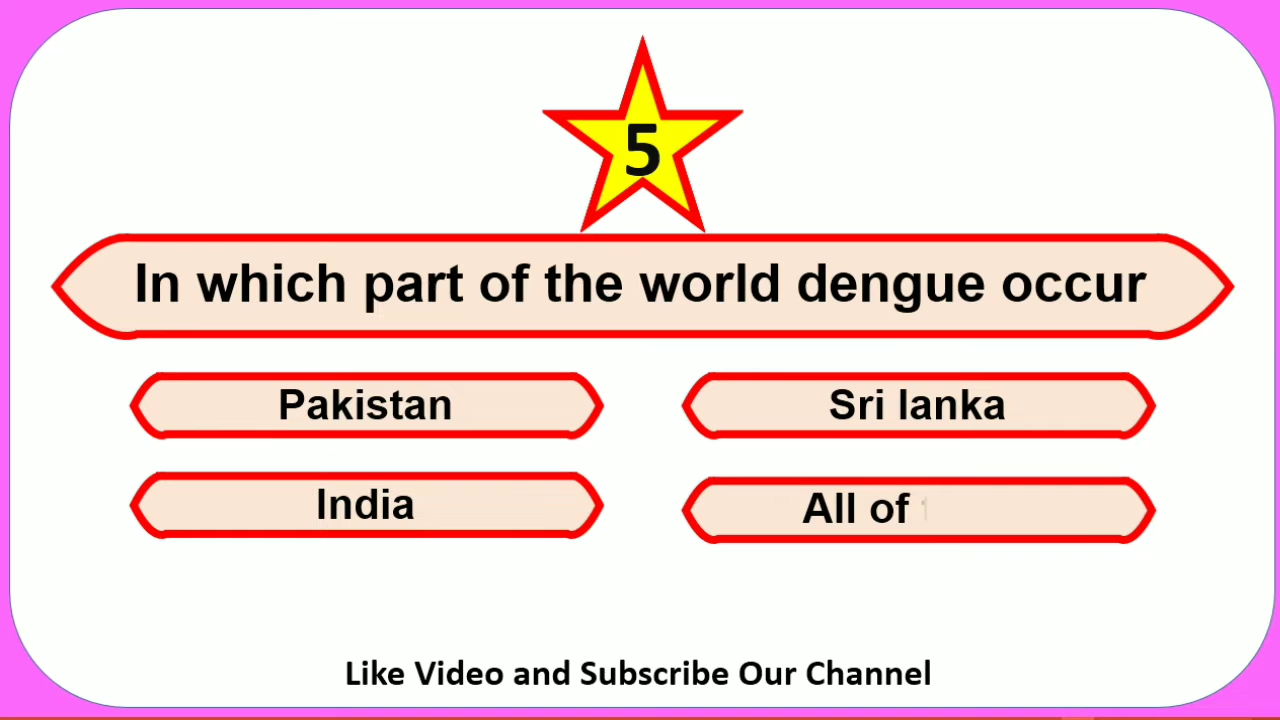 5
In which part of the world dengue occur
Pakistan
Sri lanka
India
All of
Like Video and Subscribe Our Channel